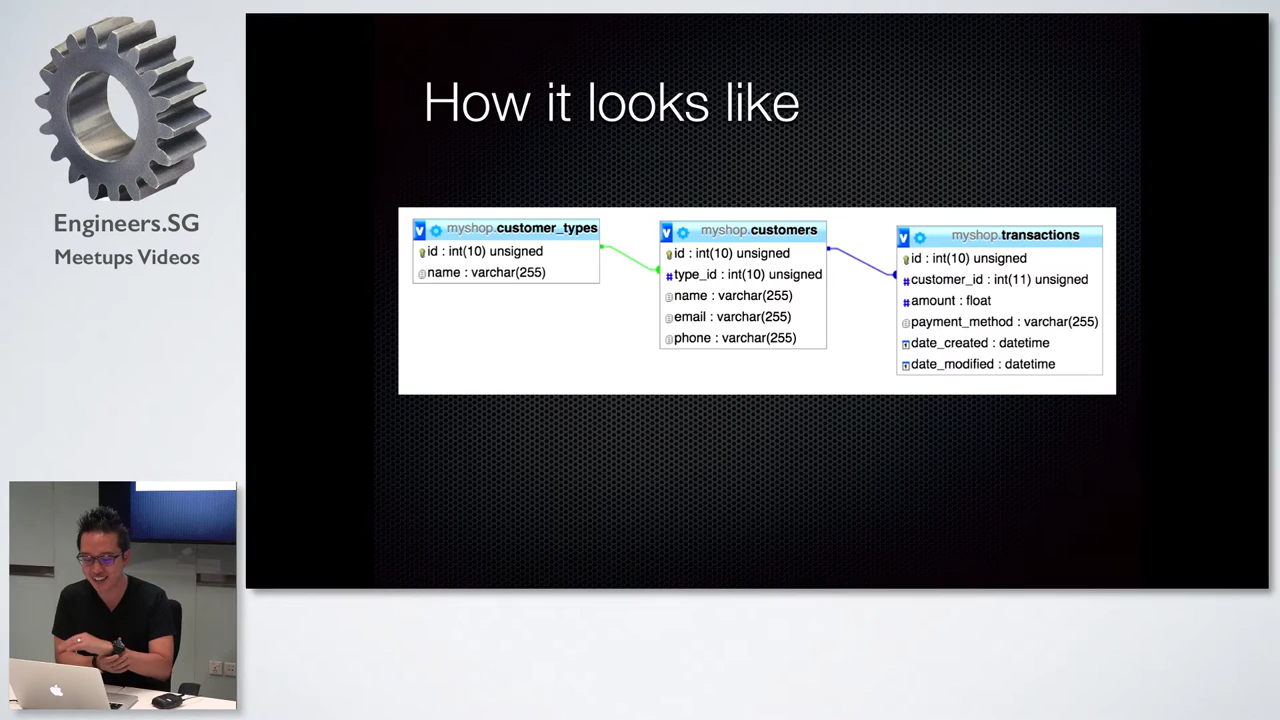 Engineers.SG
Meetups Videos
How it looks like
myshop.customer_types
id : int(10) unsigned
name : varchar(255)
myshop.customers
id : int(10) unsigned
type_id : int(10) unsigned
name : varchar(255)
email : varchar(255)
phone : varchar(255)
myshop.transactions
id : int(10) unsigned
customer_id : int(11) unsigned
amount : float
payment_method : varchar(255)
date_created : datetime
date_modified : datetime